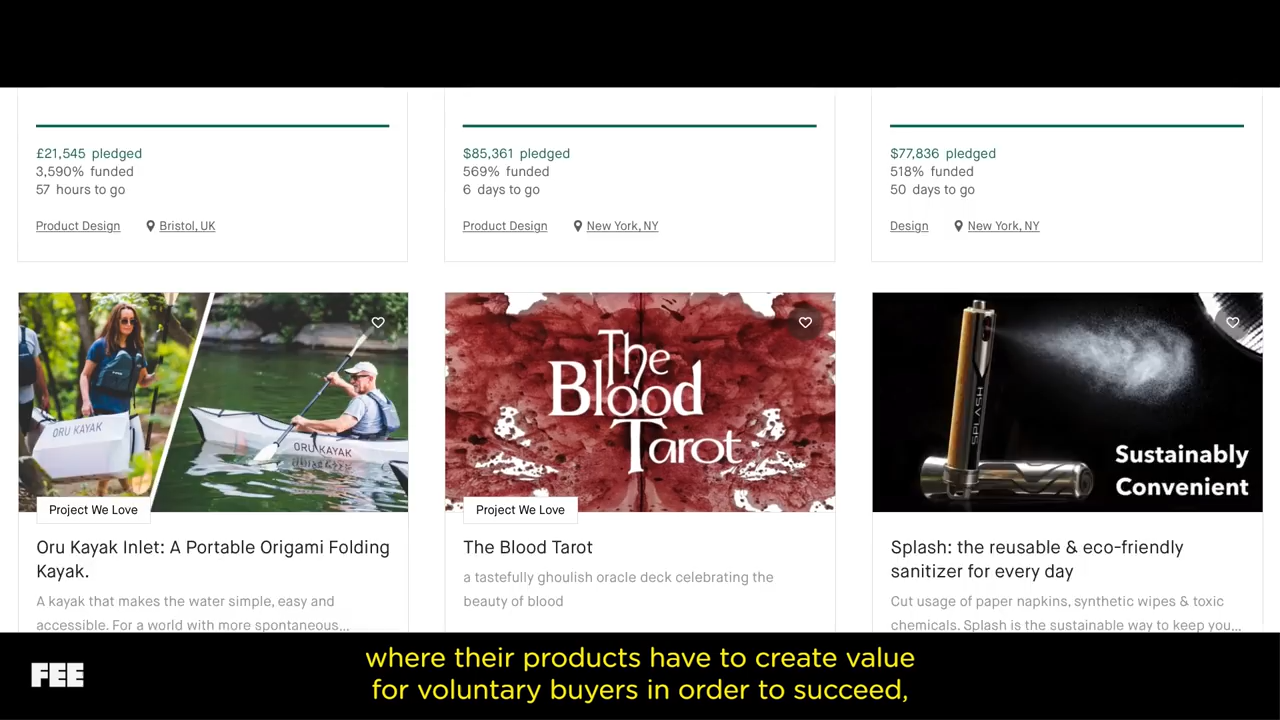 £21,545 pledged
3,590% funded
57 hours to go
Product Design
Bristol, UK
$85,361 pledged
569% funded
6 days to go
Product Design
New York, NY
$77,836 pledged
518% funded
50 days to go
Design
New York, NY
ORU KAYAK
ORU KAYAK
Project We Love
Oru Kayak Inlet: A Portable Origami Folding
Kayak.
A kayak that makes the water simple, easy and
accessible. For a world with more spontaneous...
The
Blood
Tarot
Project We Love
The Blood Tarot
a tastefully ghoulish oracle deck celebrating the
beauty of blood
SPLASH
Sustainably
Convenient
Splash: the reusable & eco-friendly
sanitizer for every day
Cut usage of paper napkins, synthetic wipes & toxic
chemicals. Splash is the sustainable way to keep you...
FEE
where their products have to create value
for voluntary buyers in order to succeed,